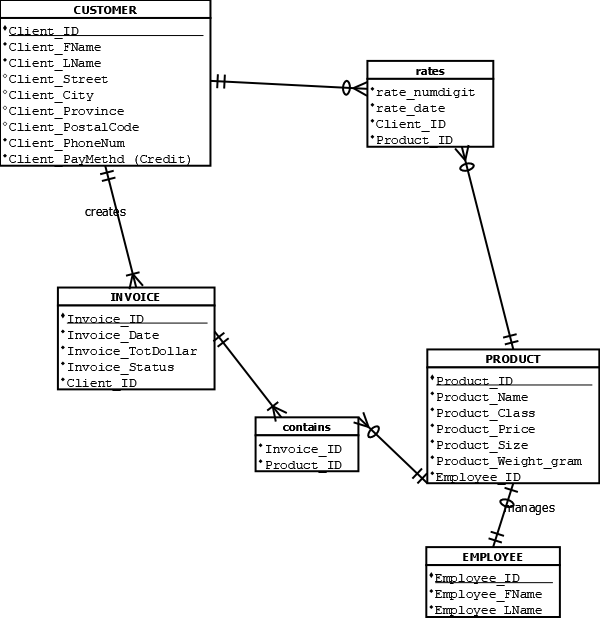 CUSTOMER
Client_ID
Client_FName
Client_LName
Client_Street
Client_City
Client_Province
Client_PostalCode
Client_PhoneNum
Client_PayMethd (Credit)
rates
rate_numdigit
rate_date
Client_ID
Product_ID
creates
INVOICE
Invoice_ID
Invoice_Date
Invoice_TotDollar
Invoice_Status
Client_ID
contains
Invoice_ID
Product_ID
PRODUCT
Product_ID
Product_Name
Product_Class
Product_Price
Product_Size
Product_Weight_gram
Employee_ID
manages
EMPLOYEE
Employee_ID
Employee_FName
Employee_LName